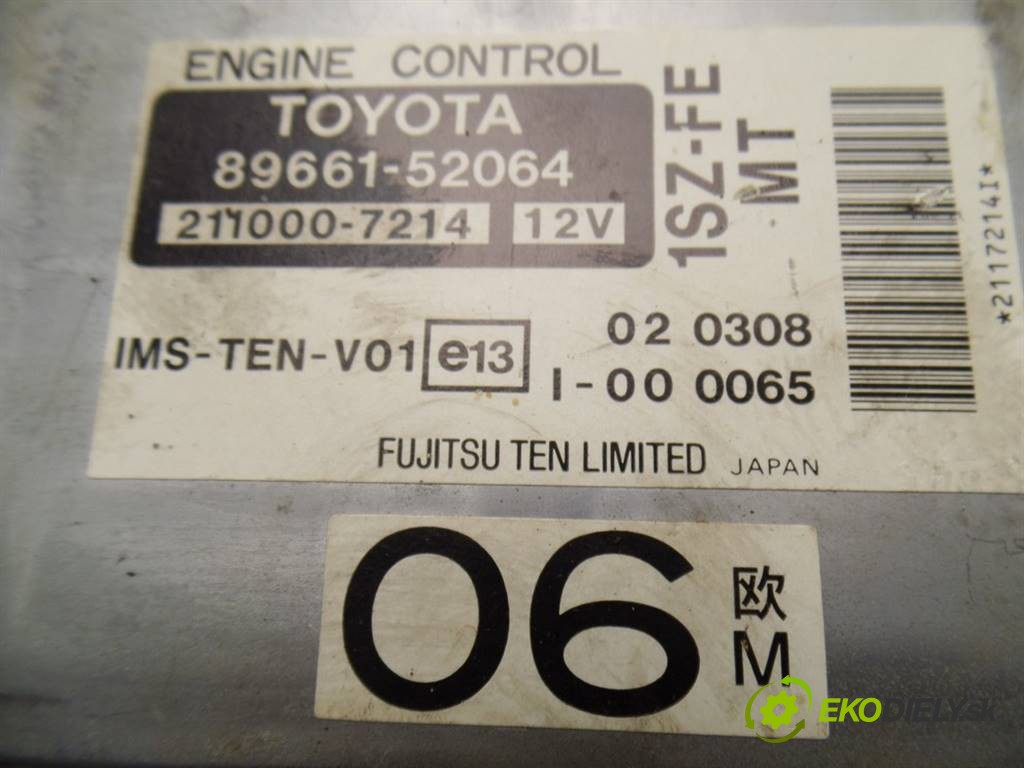 ENGINE CONTROL
TOYOTA
89661-52064
211000-7214 12V
1SZ-FE
MT
*21172141*
IMS-TEN-V01 e13 02 0308
I-00 0065
FUJITSU TEN LIMITED JAPAN
06 欧
M
EKODIELY.SK